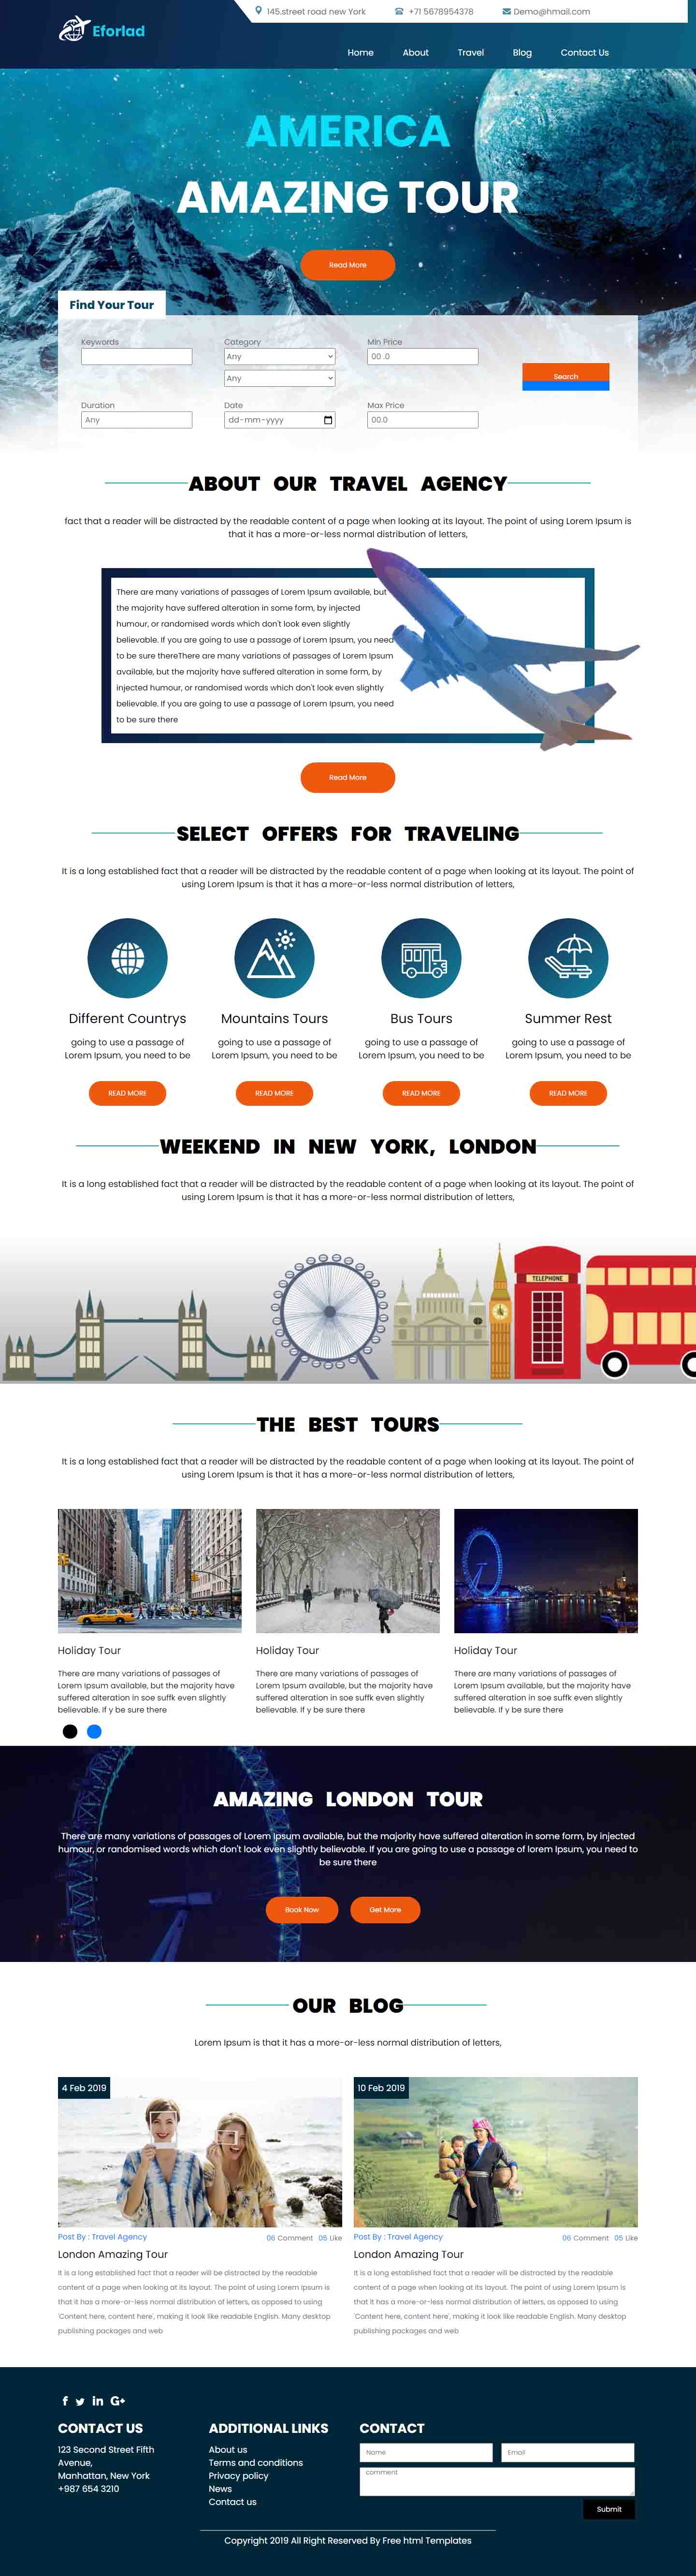 145.street road new York
+71 5678954378
Demo@hmail.com
Eforlad
Home
About
Travel
Blog
Contact Us
AMERICA
AMAZING TOUR
Read More
Find Your Tour
Keywords
Category
Min Price
Any
00 .0
Any
Search
Duration
Date
Max Price
Any
dd-mm-yyyy
00.0
ABOUT OUR TRAVEL AGENCY
fact that a reader will be distracted by the readable content of a page when looking at its layout. The point of using Lorem Ipsum is
that it has a more-or-less normal distribution of letters,
There are many variations of passages of Lorem Ipsum available, but
the majority have suffered alteration in some form, by injected
humour, or randomised words which don't look even slightly
believable. If you are going to use a passage of Lorem Ipsum, you need
to be sure thereThere are many variations of passages of Lorem Ipsum
available, but the majority have suffered alteration in some form, by
injected humour, or randomised words which don't look even slightly
believable. If you are going to use a passage of Lorem Ipsum, you need
to be sure there
Read More
SELECT OFFERS FOR TRAVELING
It is a long established fact that a reader will be distracted by the readable content of a page when looking at its layout. The point of
using Lorem Ipsum is that it has a more-or-less normal distribution of letters,
Different Countrys
going to use a passage of
Lorem Ipsum, you need to be
READ MORE
Mountains Tours
going to use a passage of
Lorem Ipsum, you need to be
READ MORE
Bus Tours
going to use a passage of
Lorem Ipsum, you need to be
READ MORE
Summer Rest
going to use a passage of
Lorem Ipsum, you need to be
READ MORE
WEEKEND IN NEW YORK, LONDON
It is a long established fact that a reader will be distracted by the readable content of a page when looking at its layout. The point of
using Lorem Ipsum is that it has a more-or-less normal distribution of letters,
TELEPHONE
THE BEST TOURS
It is a long established fact that a reader will be distracted by the readable content of a page when looking at its layout. The point of
using Lorem Ipsum is that it has a more-or-less normal distribution of letters,
Holiday Tour
There are many variations of passages of
Lorem Ipsum available, but the majority have
suffered alteration in soe suffk even slightly
believable. If y be sure there
Holiday Tour
There are many variations of passages of
Lorem Ipsum available, but the majority have
suffered alteration in soe suffk even slightly
believable. If y be sure there
Holiday Tour
There are many variations of passages of
Lorem Ipsum available, but the majority have
suffered alteration in soe suffk even slightly
believable. If y be sure there
AMAZING LONDON TOUR
There are many variations of passages of Lorem Ipsum available, but the majority have suffered alteration in some form, by injected
humour, or randomised words which don't look even slightly believable. If you are going to use a passage of lorem Ipsum, you need to
be sure there
Book Now
Get More
OUR BLOG
Lorem Ipsum is that it has a more-or-less normal distribution of letters,
4 Feb 2019
Post By : Travel Agency
06 Comment 05 Like
London Amazing Tour
It is a long established fact that a reader will be distracted by the readable
content of a page when looking at its layout. The point of using Lorem Ipsum is
that it has a more-or-less normal distribution of letters, as opposed to using
'Content here, content here', making it look like readable English. Many desktop
publishing packages and web
10 Feb 2019
Post By : Travel Agency
06 Comment 05 Like
London Amazing Tour
It is a long established fact that a reader will be distracted by the readable
content of a page when looking at its layout. The point of using Lorem Ipsum is
that it has a more-or-less normal distribution of letters, as opposed to using
'Content here, content here', making it look like readable English. Many desktop
publishing packages and web
CONTACT US
123 Second Street Fifth
Avenue,
Manhattan, New York
+987 654 3210
ADDITIONAL LINKS
About us
Terms and conditions
Privacy policy
News
Contact us
CONTACT
Name
Email
comment
Submit
Copyright 2019 All Right Reserved By Free html Templates